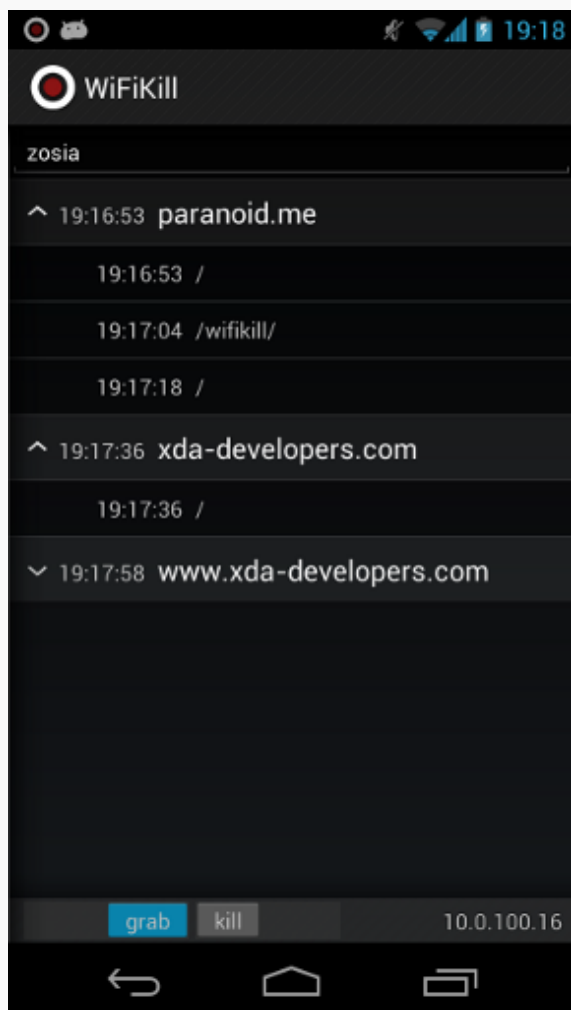 19:18
WiFiKill
zosia
19:16:53 paranoid.me
19:16:53 /
19:17:04 /wifikill/
19:17:18 /
19:17:36 xda-developers.com
19:17:36 /
19:17:58 www.xda-developers.com
grab kill 10.0.100.16